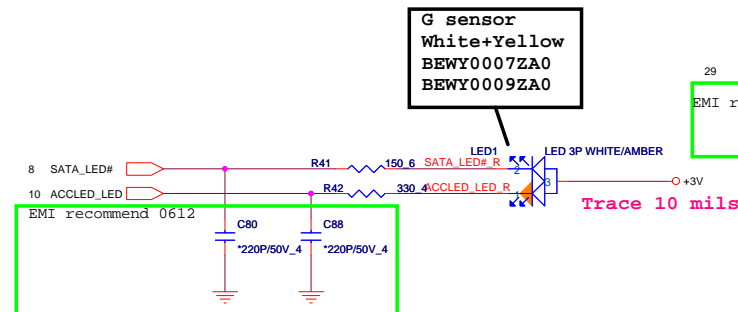 G sensor
White+Yellow
BEWY0007ZA0
BEWY0009ZA0
29
EMI r
LED1
LED 3P WHITE/AMBER
8 SATA_LED#
R41
150_6
SATA_LED#_R
2
3
+3V
10 ACCLED_LED
R42
330_4
ACCLED_LED_R
1
Trace 10 mils
EMI recommend 0612
C80
C88
*220P/50V_4
*220P/50V_4